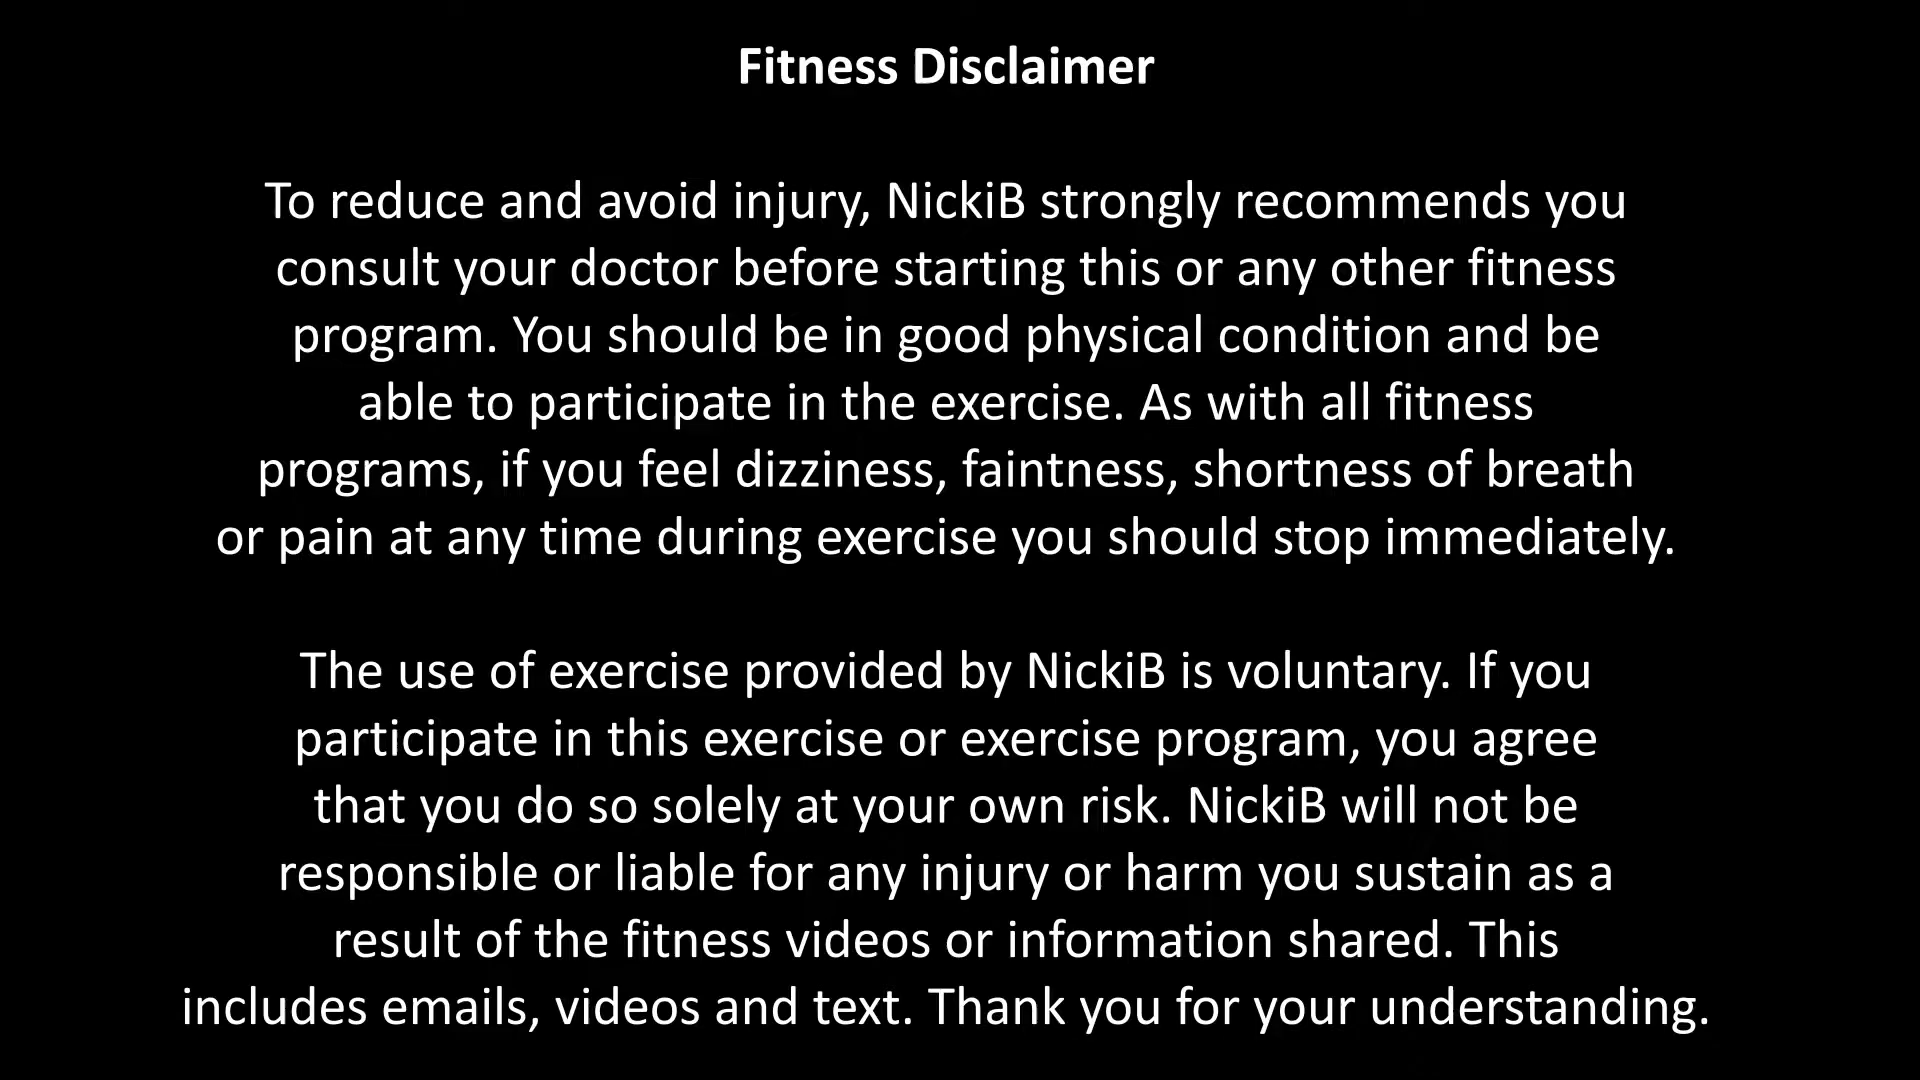 Fitness Disclaimer
To reduce and avoid injury, NickiB strongly recommends you
consult your doctor before starting this or any other fitness
program. You should be in good physical condition and be
able to participate in the exercise. As with all fitness
programs, if you feel dizziness, faintness, shortness of breath
or pain at any time during exercise you should stop immediately.
The use of exercise provided by NickiB is voluntary. If you
participate in this exercise or exercise program, you agree
that you do so solely at your own risk. NickiB will not be
responsible or liable for any injury or harm you sustain as a
result of the fitness videos or information shared. This
includes emails, videos and text. Thank you for your understanding.